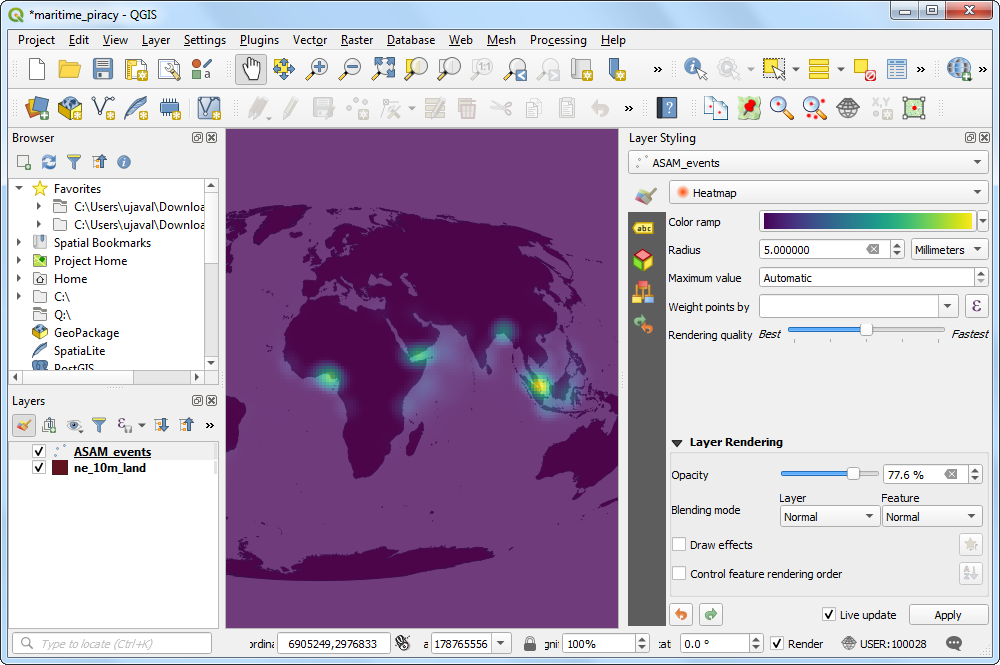 *maritime_piracy - QGIS
Project Edit View Layer Settings Plugins Vector Raster Database Web Mesh Processing Help
Browser
Favorites
C:\Users\ujaval\Downloa
C:\Users\ujaval\Downloa
Spatial Bookmarks
Project Home
Home
C:\
Q:\
GeoPackage
SpatiaLite
PostGIS
Layers
ASAM_events
ne_10m_land
Layer Styling
ASAM_events
Heatmap
abc
Color ramp
Radius 5.000000 Millimeters
Maximum value Automatic
Weight points by ε
Rendering quality Best Fastest
Layer Rendering
Opacity 77.6 %
Layer Feature
Blending mode Normal Normal
Draw effects
Control feature rendering order
Live update Apply
Type to locate (Ctrl+K) ordina 6905249,2976833 a 178765556 gni 100% tat 0.0 ° Render USER:100028